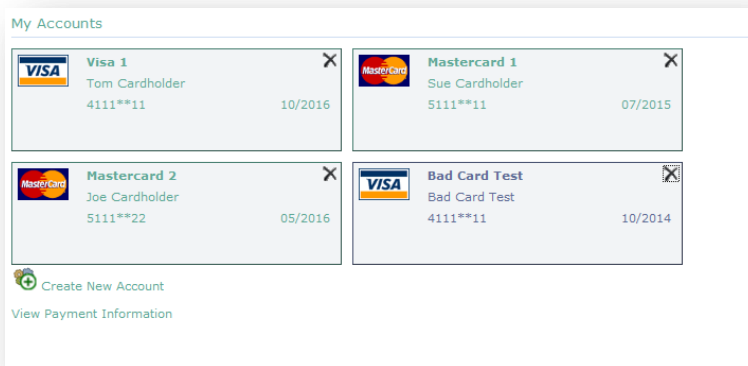 My Accounts
VISA
Visa 1
Tom Cardholder
4111**11 10/2016
MasterCard
Mastercard 1
Sue Cardholder
5111**11 07/2015
MasterCard
Mastercard 2
Joe Cardholder
5111**22 05/2016
VISA
Bad Card Test
Bad Card Test
4111**11 10/2014
Create New Account
View Payment Information